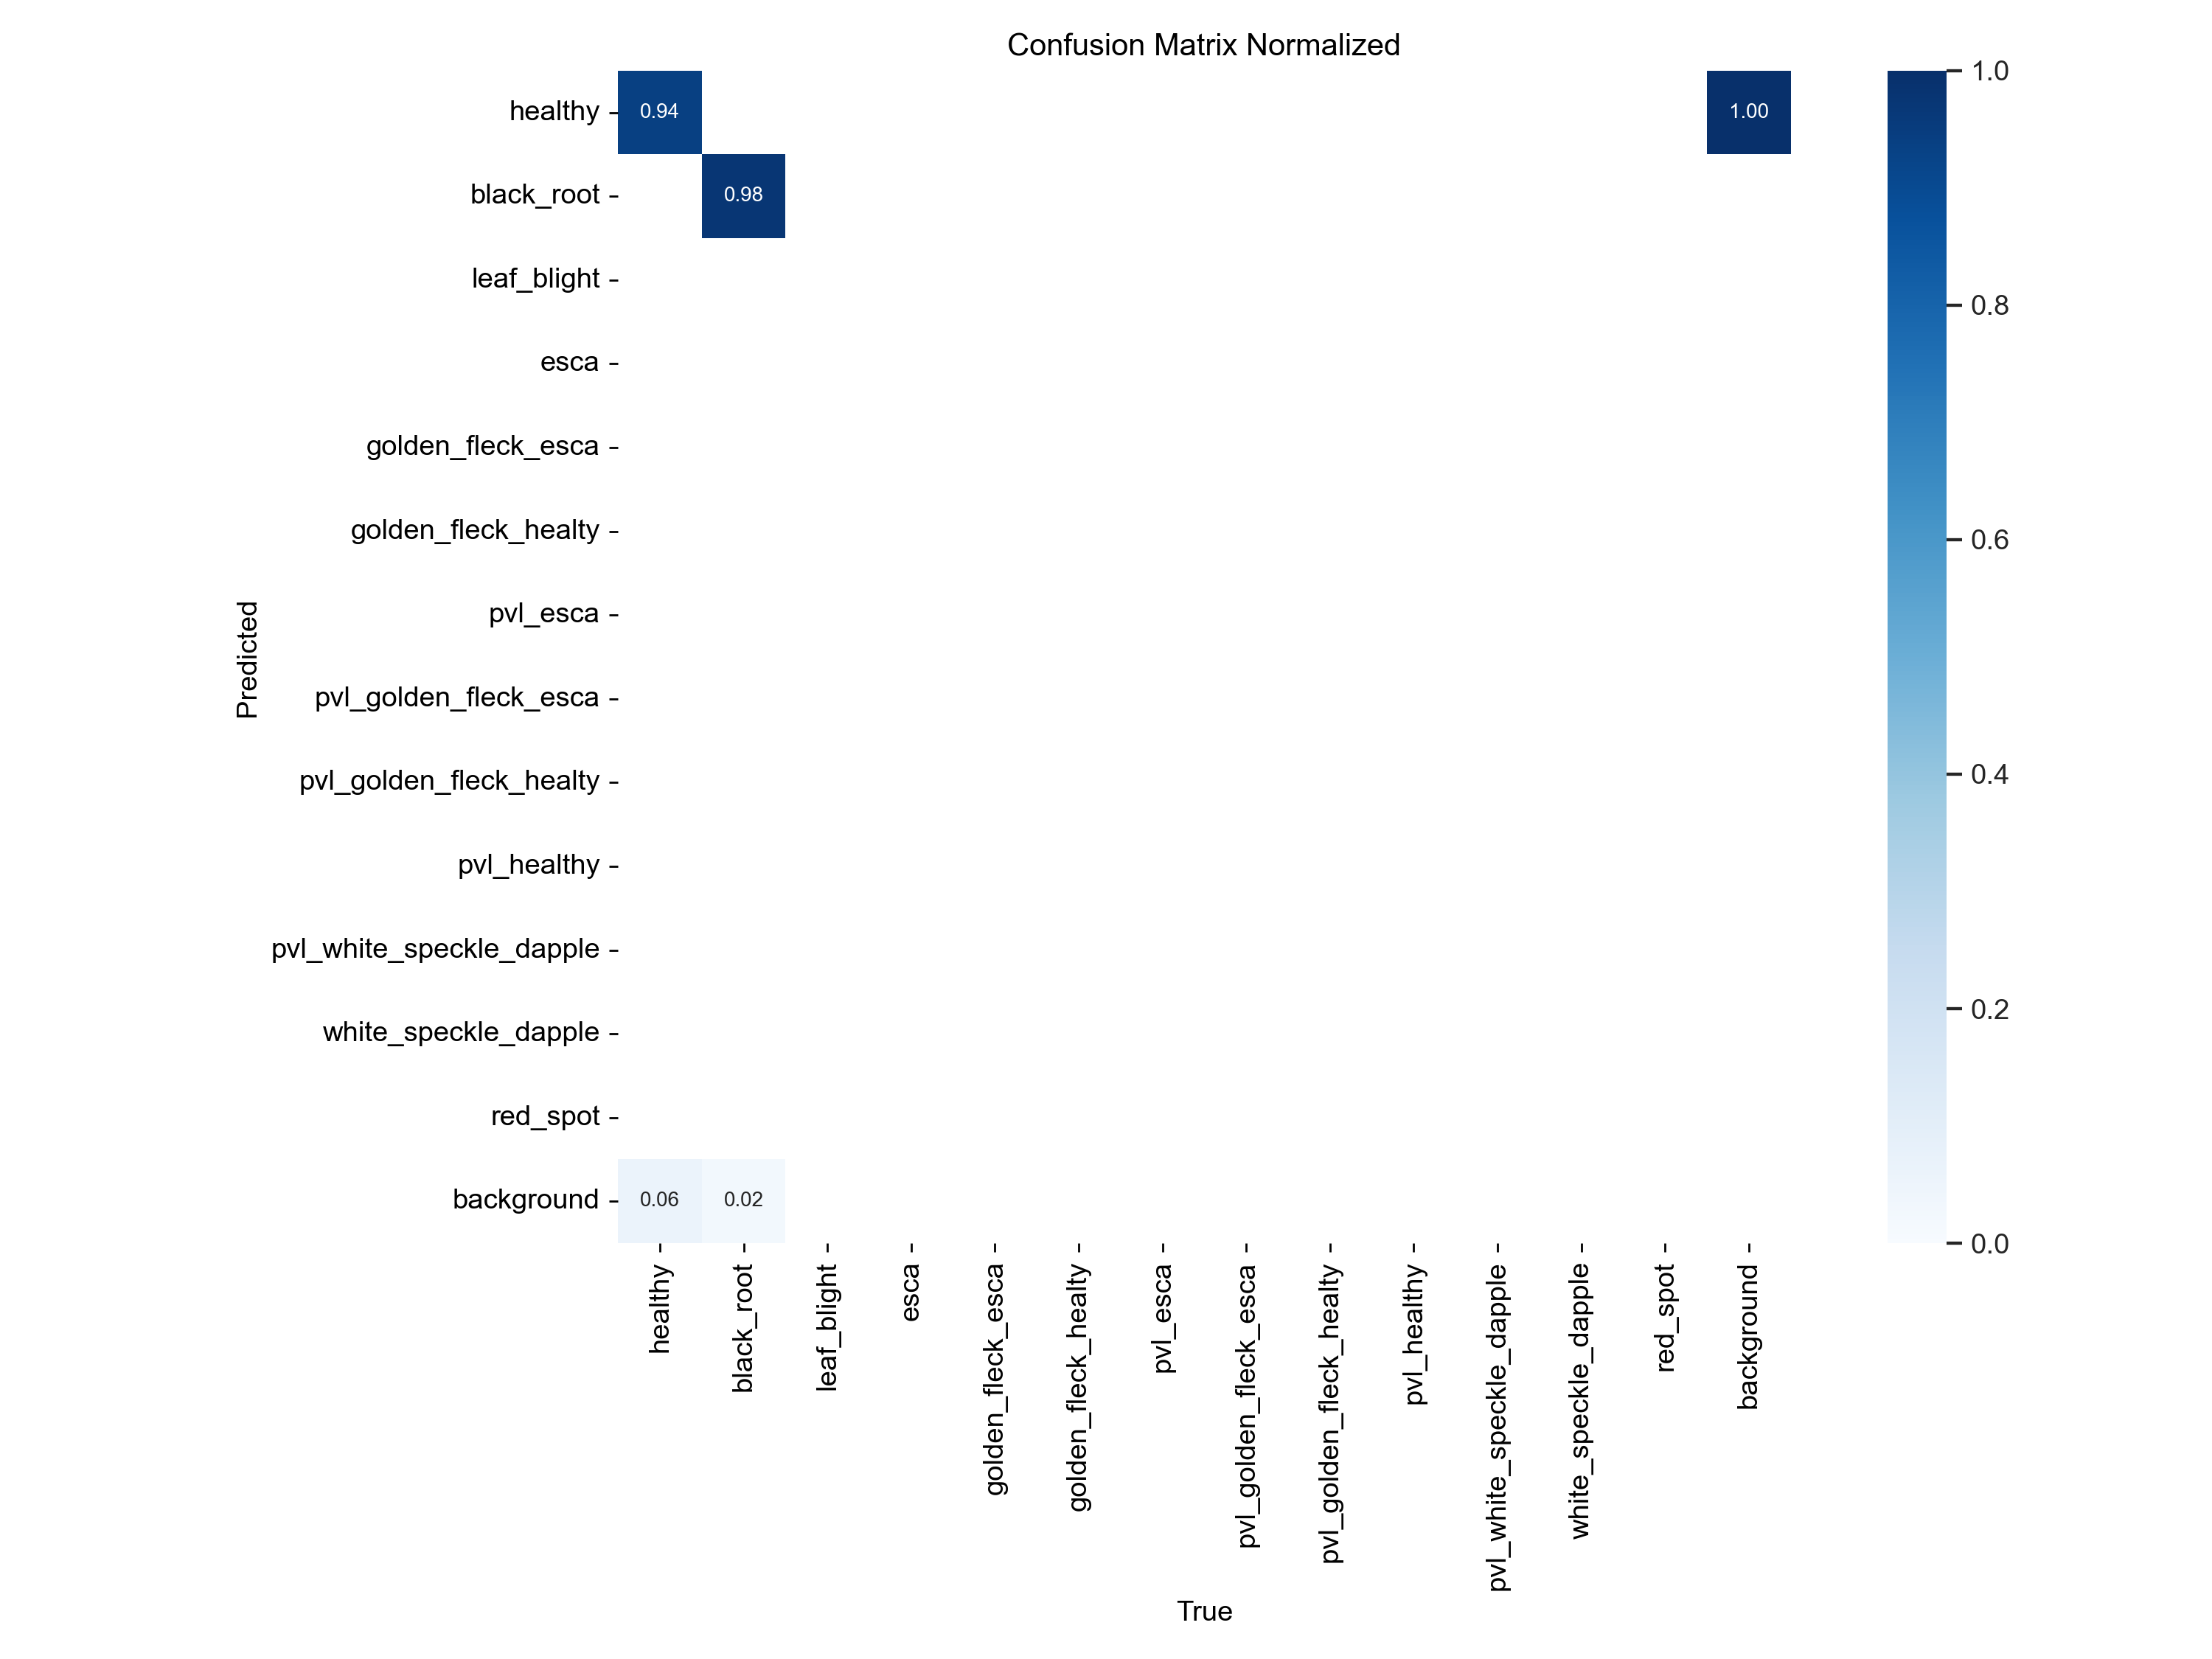 Confusion Matrix Normalized
healthy
0.94
1.00
black_root
0.98
leaf_blight
esca
golden_fleck_esca
golden_fleck_healty
pvl_esca
pvl_golden_fleck_esca
pvl_golden_fleck_healty
pvl_healthy
pvl_white_speckle_dapple
white_speckle_dapple
red_spot
background
0.06
0.02
Predicted
healthy
black_root
leaf_blight
esca
golden_fleck_esca
golden_fleck_healty
pvl_esca
pvl_golden_fleck_esca
pvl_golden_fleck_healty
pvl_healthy
pvl_white_speckle_dapple
white_speckle_dapple
red_spot
background
True
1.0
0.8
0.6
0.4
0.2
0.0